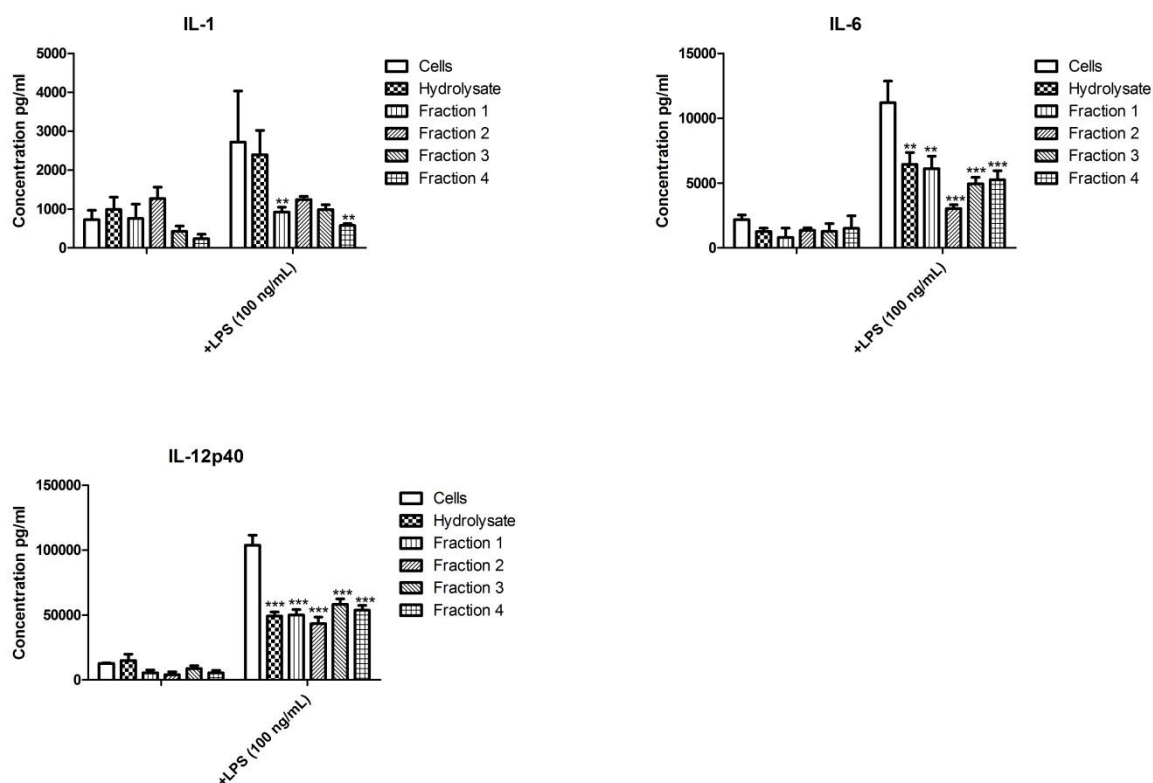 IL-1
Concentration pg/ml
5000
4000
3000
2000
1000
0
**
**
+LPS (100 ng/mL)
Cells
Hydrolysate
Fraction 1
Fraction 2
Fraction 3
Fraction 4
IL-6
Concentration pg/ml
15000
10000
5000
0
**
**
***
***
***
+LPS (100 ng/mL)
Cells
Hydrolysate
Fraction 1
Fraction 2
Fraction 3
Fraction 4
IL-12p40
Concentration pg/ml
150000
100000
50000
0
***
***
***
***
***
+LPS (100 ng/mL)
Cells
Hydrolysate
Fraction 1
Fraction 2
Fraction 3
Fraction 4